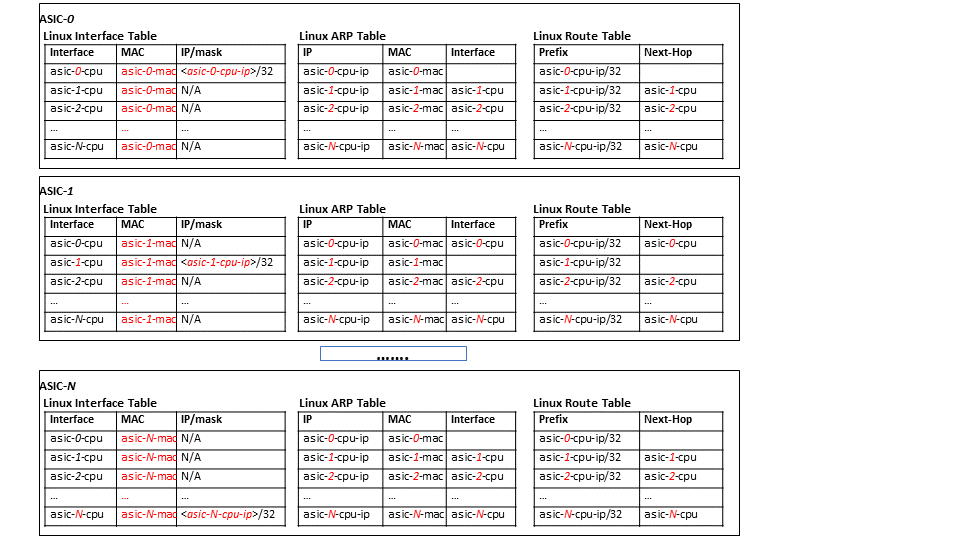 ASIC-0
Linux Interface Table Linux ARP Table Linux Route Table
Interface MAC IP/mask IP MAC Interface Prefix Next-Hop
asic-0-cpu asic-0-mac <asic-0-cpu-ip>/32 asic-0-cpu-ip asic-0-mac asic-0-cpu-ip/32
asic-1-cpu asic-0-mac N/A asic-1-cpu-ip asic-1-mac asic-1-cpu asic-1-cpu-ip/32 asic-1-cpu
asic-2-cpu asic-0-mac N/A asic-2-cpu-ip asic-2-mac asic-2-cpu asic-2-cpu-ip/32 asic-2-cpu
... ... ... ... ... ... ... ...
asic-N-cpu asic-0-mac N/A asic-N-cpu-ip asic-N-mac asic-N-cpu asic-N-cpu-ip/32 asic-N-cpu
ASIC-1
Linux Interface Table Linux ARP Table Linux Route Table
Interface MAC IP/mask IP MAC Interface Prefix Next-Hop
asic-0-cpu asic-1-mac N/A asic-0-cpu-ip asic-0-mac asic-0-cpu asic-0-cpu-ip/32 asic-0-cpu
asic-1-cpu asic-1-mac <asic-1-cpu-ip>/32 asic-1-cpu-ip asic-1-mac asic-1-cpu-ip/32
asic-2-cpu asic-1-mac N/A asic-2-cpu-ip asic-2-mac asic-2-cpu asic-2-cpu-ip/32 asic-2-cpu
... ... ... ... ... ... ... ...
asic-N-cpu asic-1-mac N/A asic-N-cpu-ip asic-N-mac asic-N-cpu asic-N-cpu-ip/32 asic-N-cpu
.......
ASIC-N
Linux Interface Table Linux ARP Table Linux Route Table
Interface MAC IP/mask IP MAC Interface Prefix Next-Hop
asic-0-cpu asic-N-mac N/A asic-0-cpu-ip asic-0-mac asic-0-cpu-ip/32
asic-1-cpu asic-N-mac N/A asic-1-cpu-ip asic-1-mac asic-1-cpu asic-1-cpu-ip/32 asic-1-cpu
asic-2-cpu asic-N-mac N/A asic-2-cpu-ip asic-2-mac asic-2-cpu asic-2-cpu-ip/32 asic-2-cpu
... ... ... ... ... ... ... ...
asic-N-cpu asic-N-mac <asic-N-cpu-ip>/32 asic-N-cpu-ip asic-N-mac asic-N-cpu asic-N-cpu-ip/32 asic-N-cpu